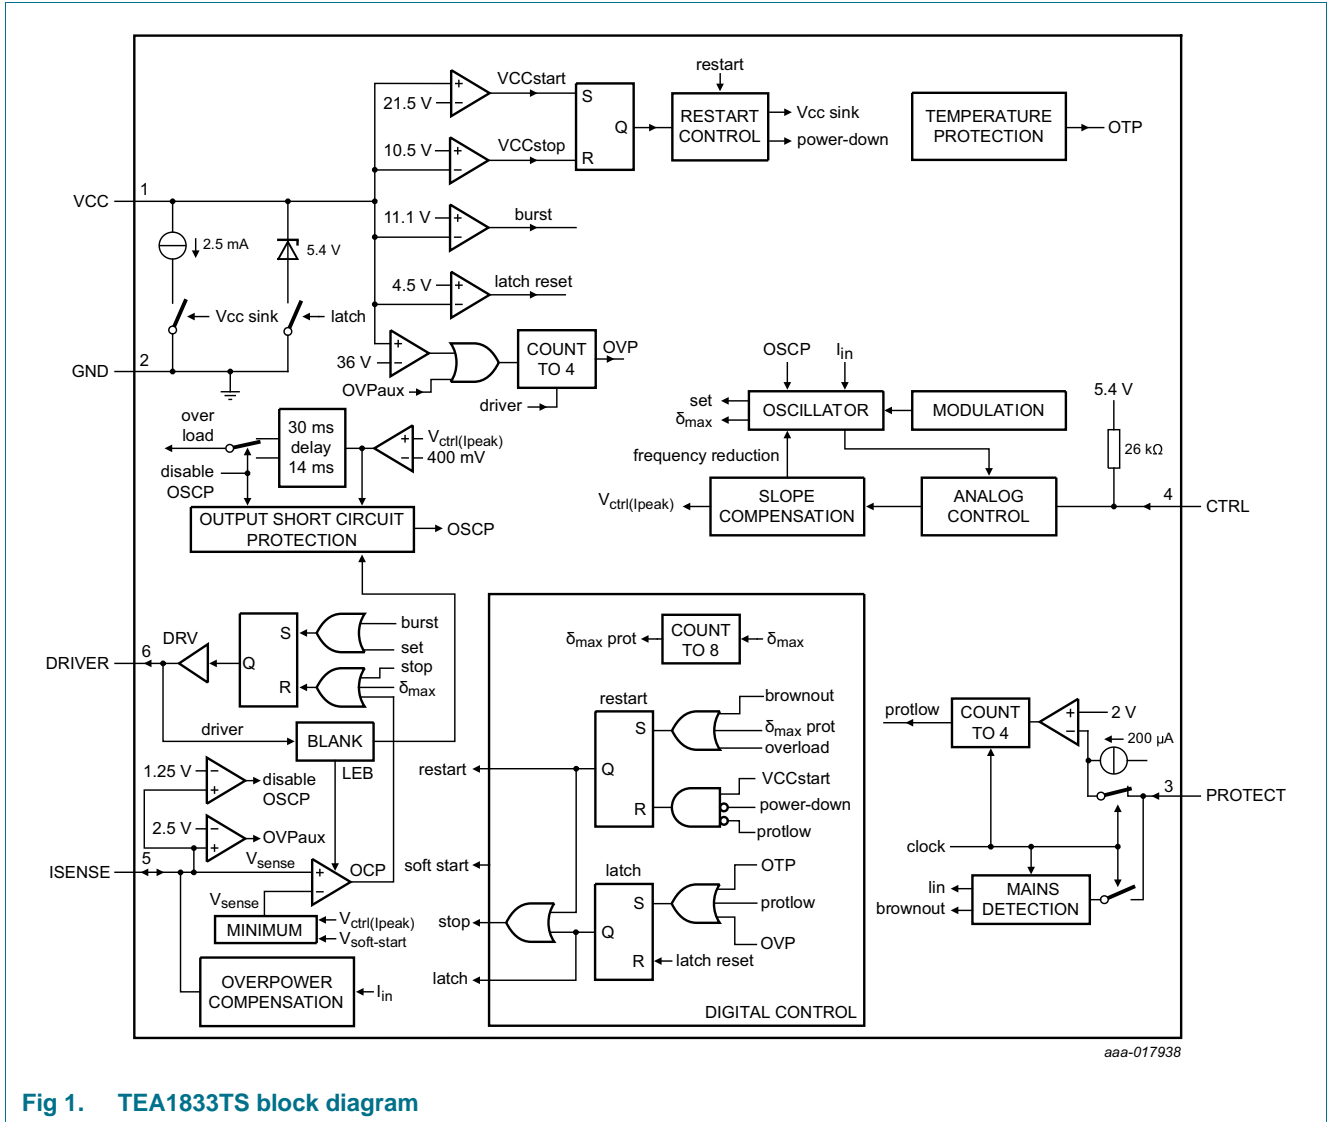 restart
VCCstart
21.5 V
+
−
S
Q
R
RESTART
CONTROL
Vcc sink
power-down
TEMPERATURE
PROTECTION
OTP
10.5 V
+
−
VCCstop
VCC
1
11.1 V
+
−
burst
2.5 mA
5.4 V
4.5 V
+
−
latch reset
Vcc sink
latch
GND
2
+
−
36 V
OVPaux
COUNT
TO 4
OVP
driver
OSCP
Iin
set
δmax
OSCILLATOR
MODULATION
5.4 V
26 kΩ
over
load
30 ms
delay
14 ms
+
−
Vctrl(Ipeak)
400 mV
disable
OSCP
frequency reduction
Vctrl(Ipeak)
SLOPE
COMPENSATION
ANALOG
CONTROL
4
CTRL
OUTPUT SHORT CIRCUIT
PROTECTION
OSCP
DRV
S
Q
R
burst
set
stop
δmax
DRIVER
6
driver
BLANK
LEB
δmax prot
COUNT
TO 8
δmax
restart
S
Q
R
brownout
δmax prot
overload
restart
VCCstart
power-down
protlow
protlow
COUNT
TO 4
+
−
2 V
200 µA
3
PROTECT
1.25 V
−
+
disable
OSCP
2.5 V
−
+
OVPaux
ISENSE
5
Vsense
+
−
OCP
Vsense
MINIMUM
Vctrl(Ipeak)
Vsoft-start
OVERPOWER
COMPENSATION
Iin
soft start
latch
S
Q
R
OTP
protlow
OVP
stop
latch reset
latch
clock
Iin
brownout
MAINS
DETECTION
DIGITAL CONTROL
aaa-017938
Fig 1. TEA1833TS block diagram